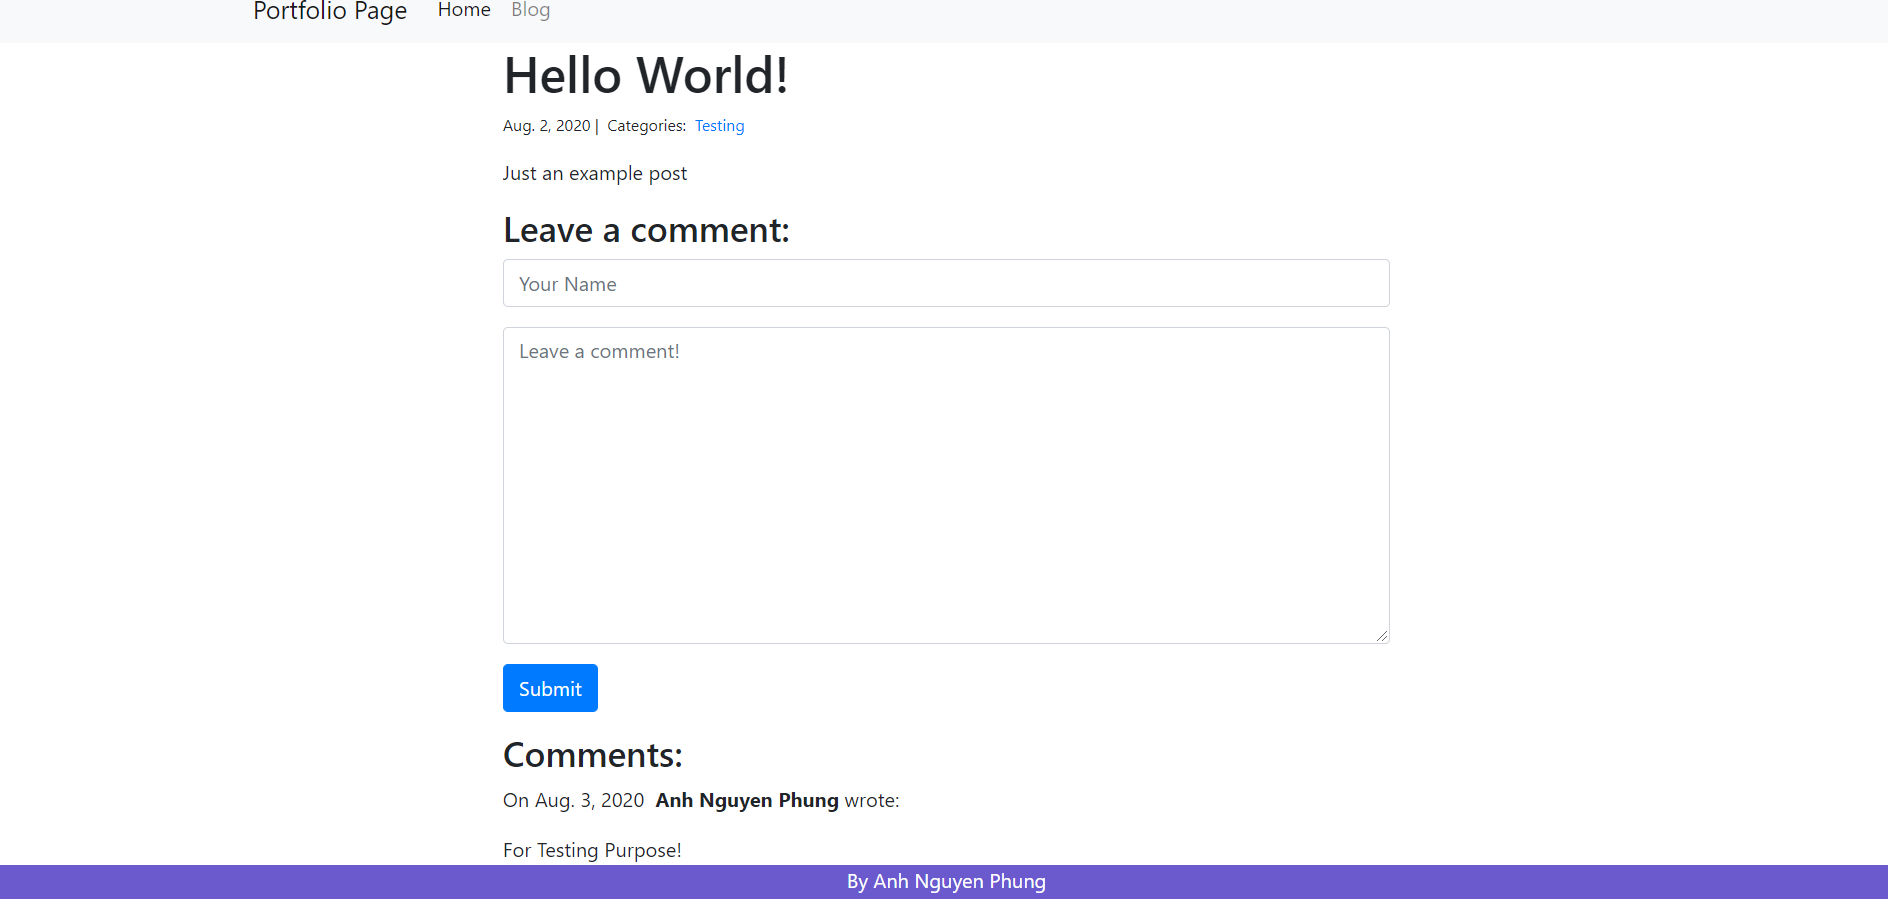 Portfolio Page Home Blog
Hello World!
Aug. 2, 2020 | Categories: Testing
Just an example post
Leave a comment:
Your Name
Leave a comment!
Submit
Comments:
On Aug. 3, 2020 Anh Nguyen Phung wrote:
For Testing Purpose!
By Anh Nguyen Phung